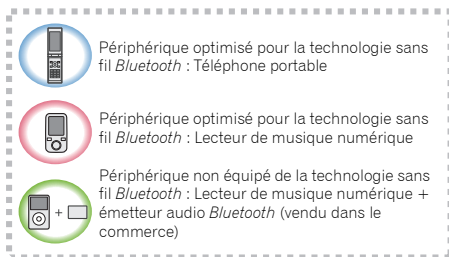 Périphérique optimisé pour la technologie sans
fil Bluetooth : Téléphone portable
Périphérique optimisé pour la technologie sans
fil Bluetooth : Lecteur de musique numérique
Périphérique non équipé de la technologie sans
fil Bluetooth : Lecteur de musique numérique +
émetteur audio Bluetooth (vendu dans le
commerce)
+